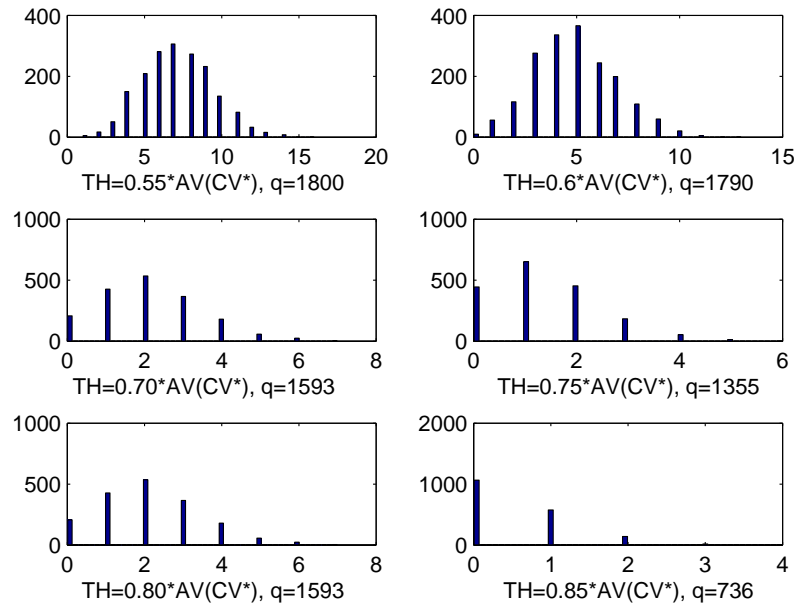 400
200
0
0 5 10 15 20
TH=0.55*AV(CV*), q=1800
400
200
0
0 5 10 15
TH=0.6*AV(CV*), q=1790
1000
500
0
0 2 4 6 8
TH=0.70*AV(CV*), q=1593
1000
500
0
0 2 4 6
TH=0.75*AV(CV*), q=1355
1000
500
0
0 2 4 6 8
TH=0.80*AV(CV*), q=1593
2000
1000
0
0 1 2 3 4
TH=0.85*AV(CV*), q=736